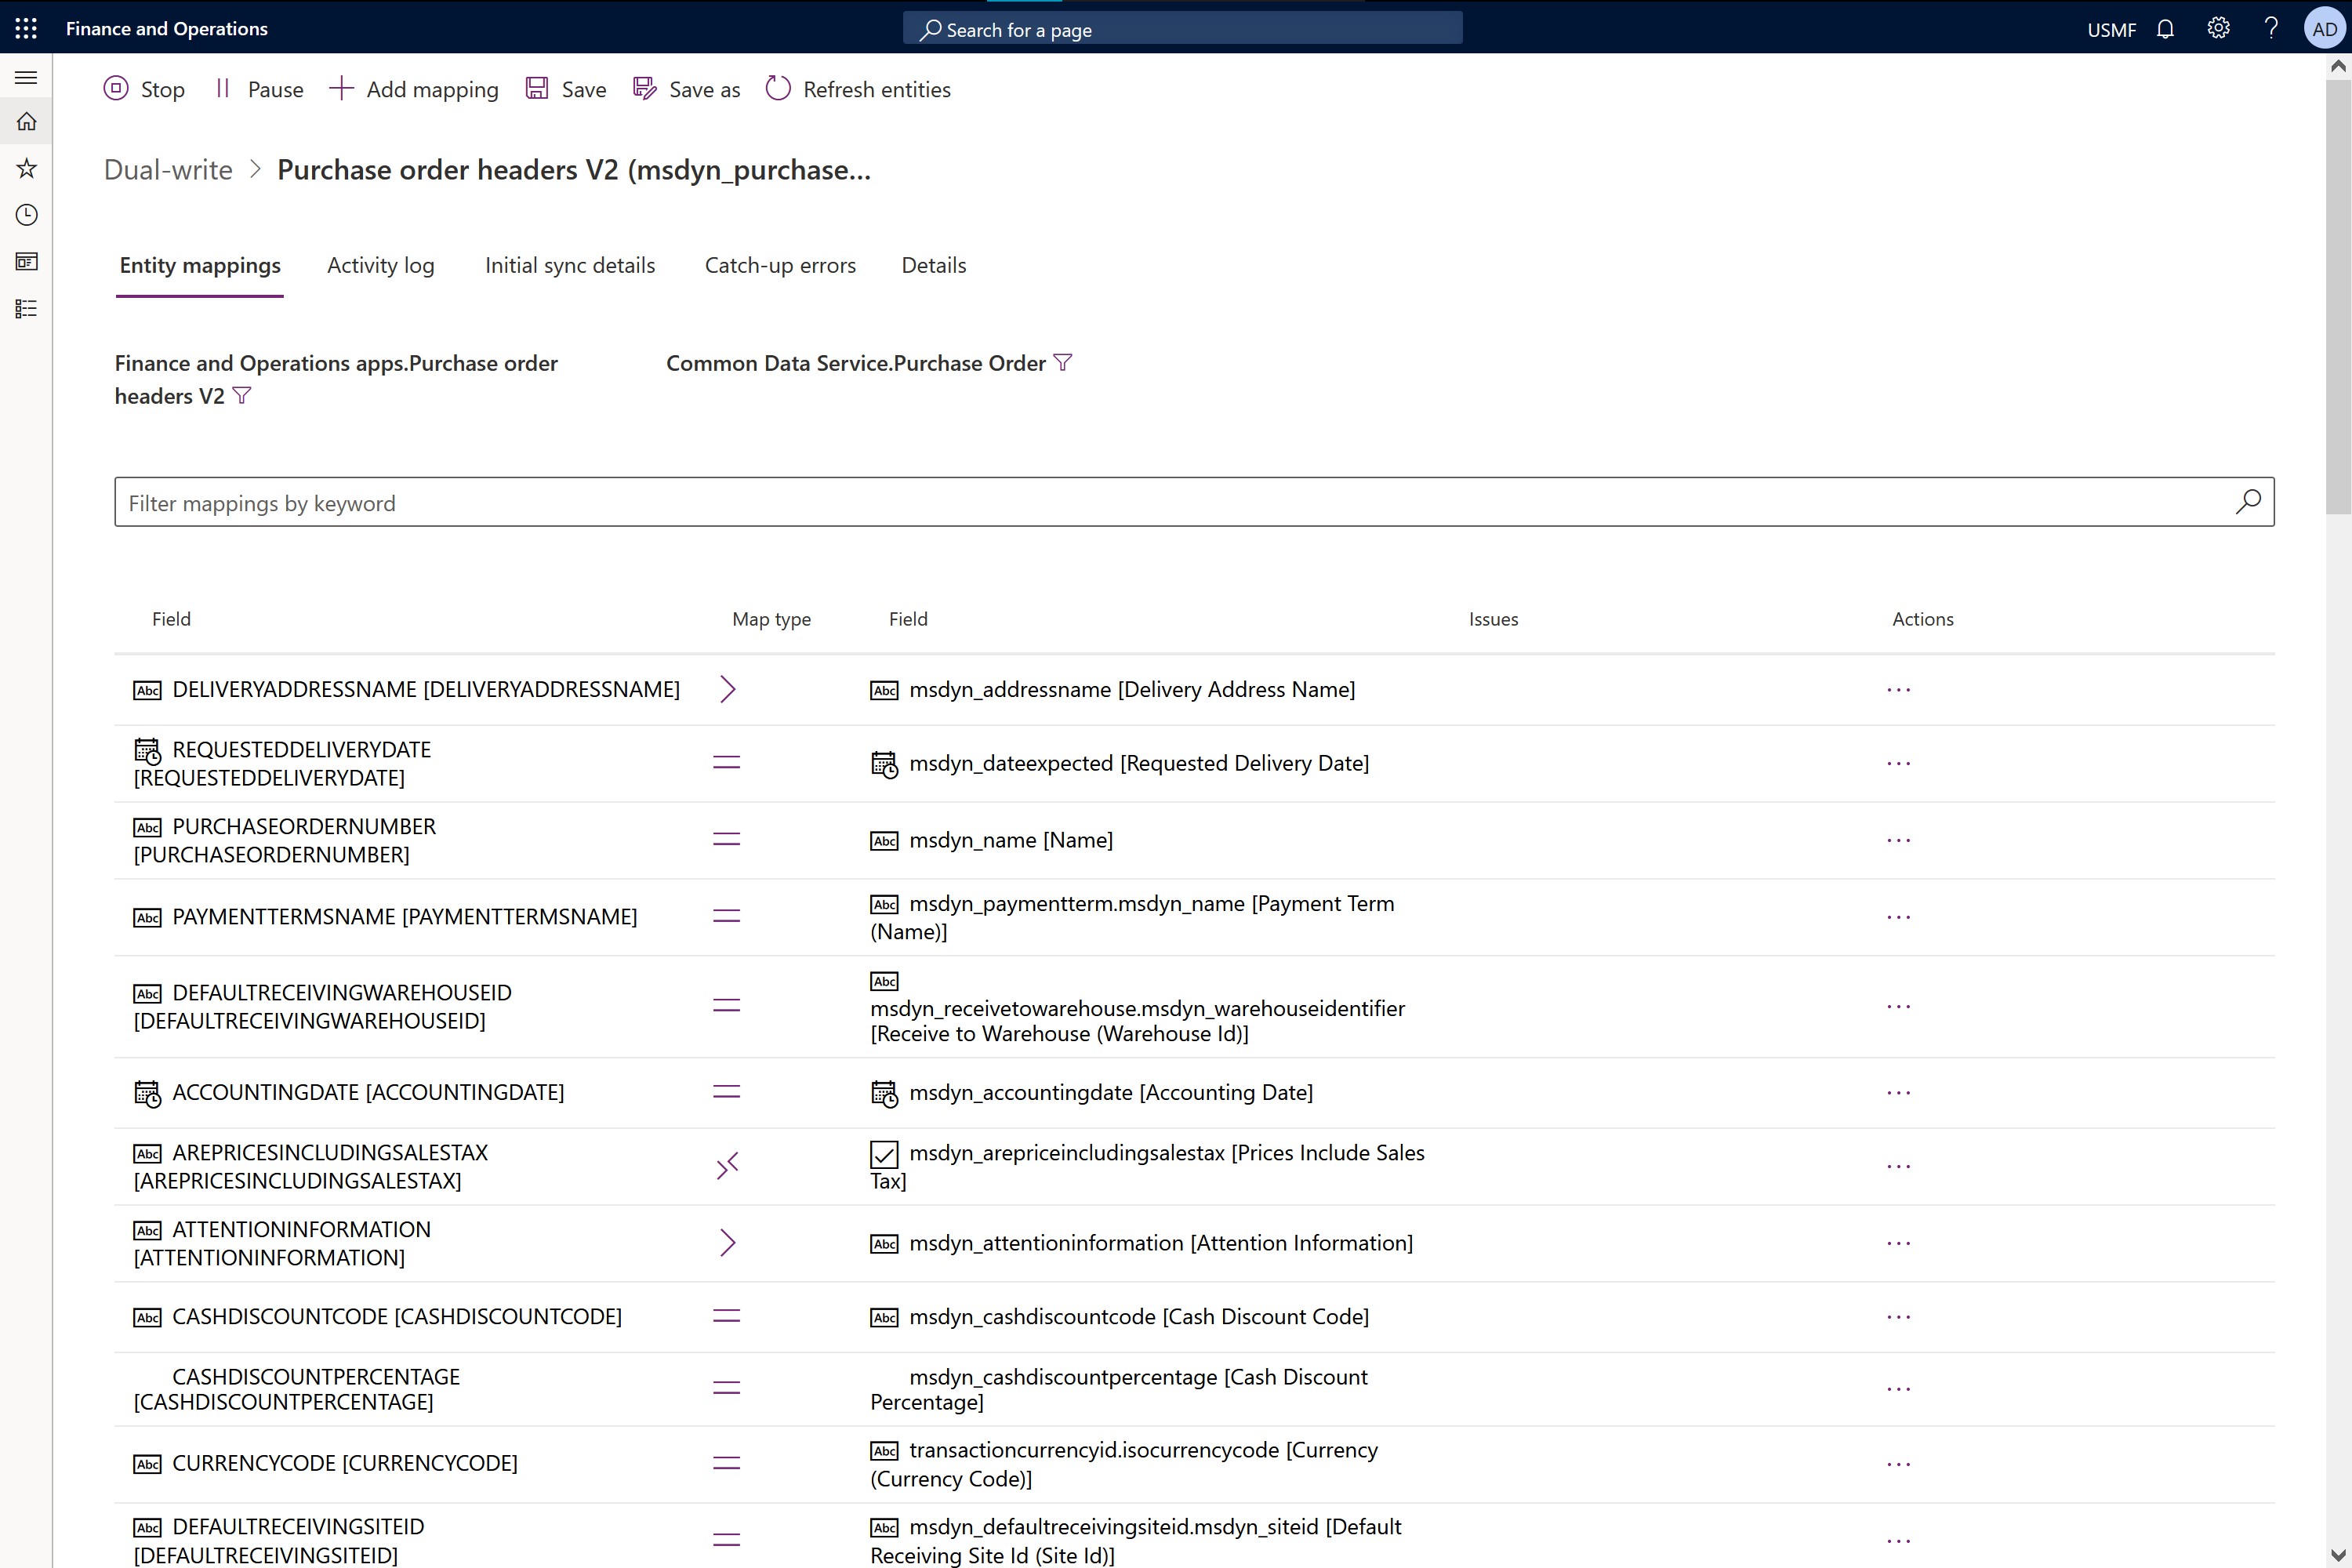 Finance and Operations
Search for a page
USMF
AD
Stop
Pause
Add mapping
Save
Save as
Refresh entities
Dual-write > Purchase order headers V2 (msdyn_purchase...
Entity mappings
Activity log
Initial sync details
Catch-up errors
Details
Finance and Operations apps.Purchase order
headers V2
Common Data Service.Purchase Order
Filter mappings by keyword
Field
Map type
Field
Issues
Actions
Abc DELIVERYADDRESSNAME [DELIVERYADDRESSNAME]
Abc msdyn_addressname [Delivery Address Name]
REQUESTEDDELIVERYDATE
[REQUESTEDDELIVERYDATE]
msdyn_dateexpected [Requested Delivery Date]
Abc PURCHASEORDERNUMBER
[PURCHASEORDERNUMBER]
Abc msdyn_name [Name]
Abc PAYMENTTERMSNAME [PAYMENTTERMSNAME]
Abc msdyn_paymentterm.msdyn_name [Payment Term
(Name)]
Abc DEFAULTRECEIVINGWAREHOUSEID
[DEFAULTRECEIVINGWAREHOUSEID]
Abc
msdyn_receivetowarehouse.msdyn_warehouseidentifier
[Receive to Warehouse (Warehouse Id)]
ACCOUNTINGDATE [ACCOUNTINGDATE]
msdyn_accountingdate [Accounting Date]
Abc AREPRICESINCLUDINGSALESTAX
[AREPRICESINCLUDINGSALESTAX]
msdyn_arepriceincludingsalestax [Prices Include Sales
Tax]
Abc ATTENTIONINFORMATION
[ATTENTIONINFORMATION]
Abc msdyn_attentioninformation [Attention Information]
Abc CASHDISCOUNTCODE [CASHDISCOUNTCODE]
Abc msdyn_cashdiscountcode [Cash Discount Code]
CASHDISCOUNTPERCENTAGE
[CASHDISCOUNTPERCENTAGE]
msdyn_cashdiscountpercentage [Cash Discount
Percentage]
Abc CURRENCYCODE [CURRENCYCODE]
Abc transactioncurrencyid.isocurrencycode [Currency
(Currency Code)]
Abc DEFAULTRECEIVINGSITEID
[DEFAULTRECEIVINGSITEID]
Abc msdyn_defaultreceivingsiteid.msdyn_siteid [Default
Receiving Site Id (Site Id)]